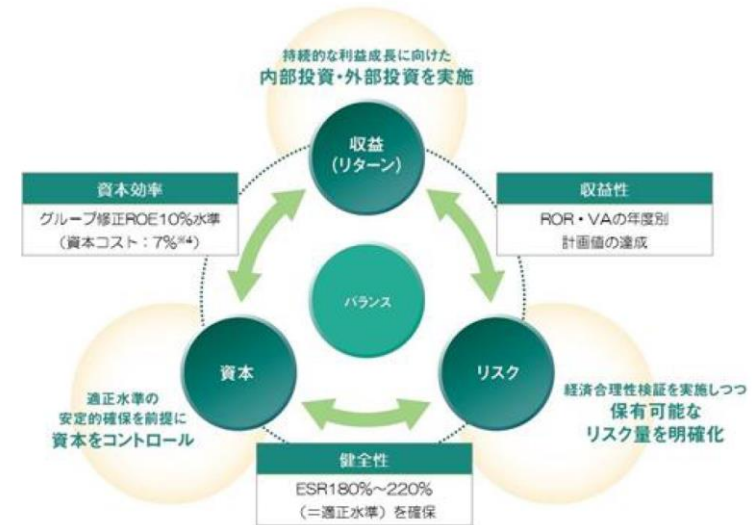 持続的な利益成長に向けた
内部投資・外部投資を実施
収益
(リターン)
資本効率
グループ修正ROE10%水準
(資本コスト:7%※4)
収益性
ROR・VAの年度別
計画値の達成
バランス
資本
リスク
適正水準の
安定的確保を前提に
資本をコントロール
経済合理性検証を実施しつつ
保有可能な
リスク量を明確化
健全性
ESR180%~220%
(=適正水準)を確保